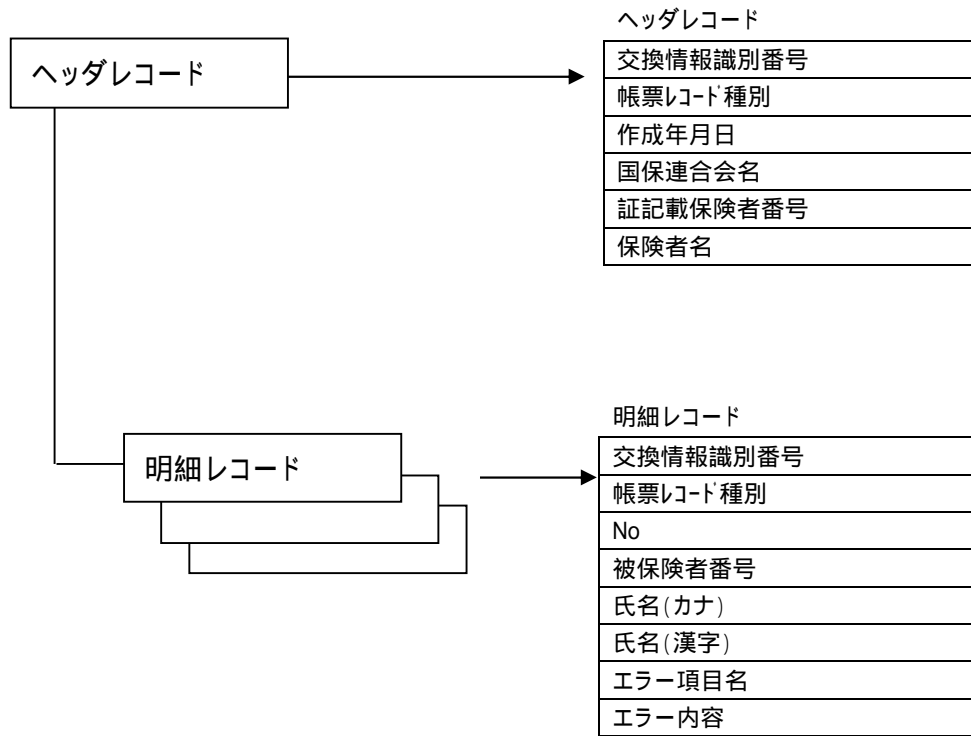 ヘッダレコード
ヘッダレコード
交換情報識別番号
帳票ﾚｺｰﾄﾞ種別
作成年月日
国保連合会名
証記載保険者番号
保険者名
明細レコード
明細レコード
交換情報識別番号
帳票ﾚｺｰﾄﾞ種別
No
被保険者番号
氏名(カナ)
氏名(漢字)
エラー項目名
エラー内容